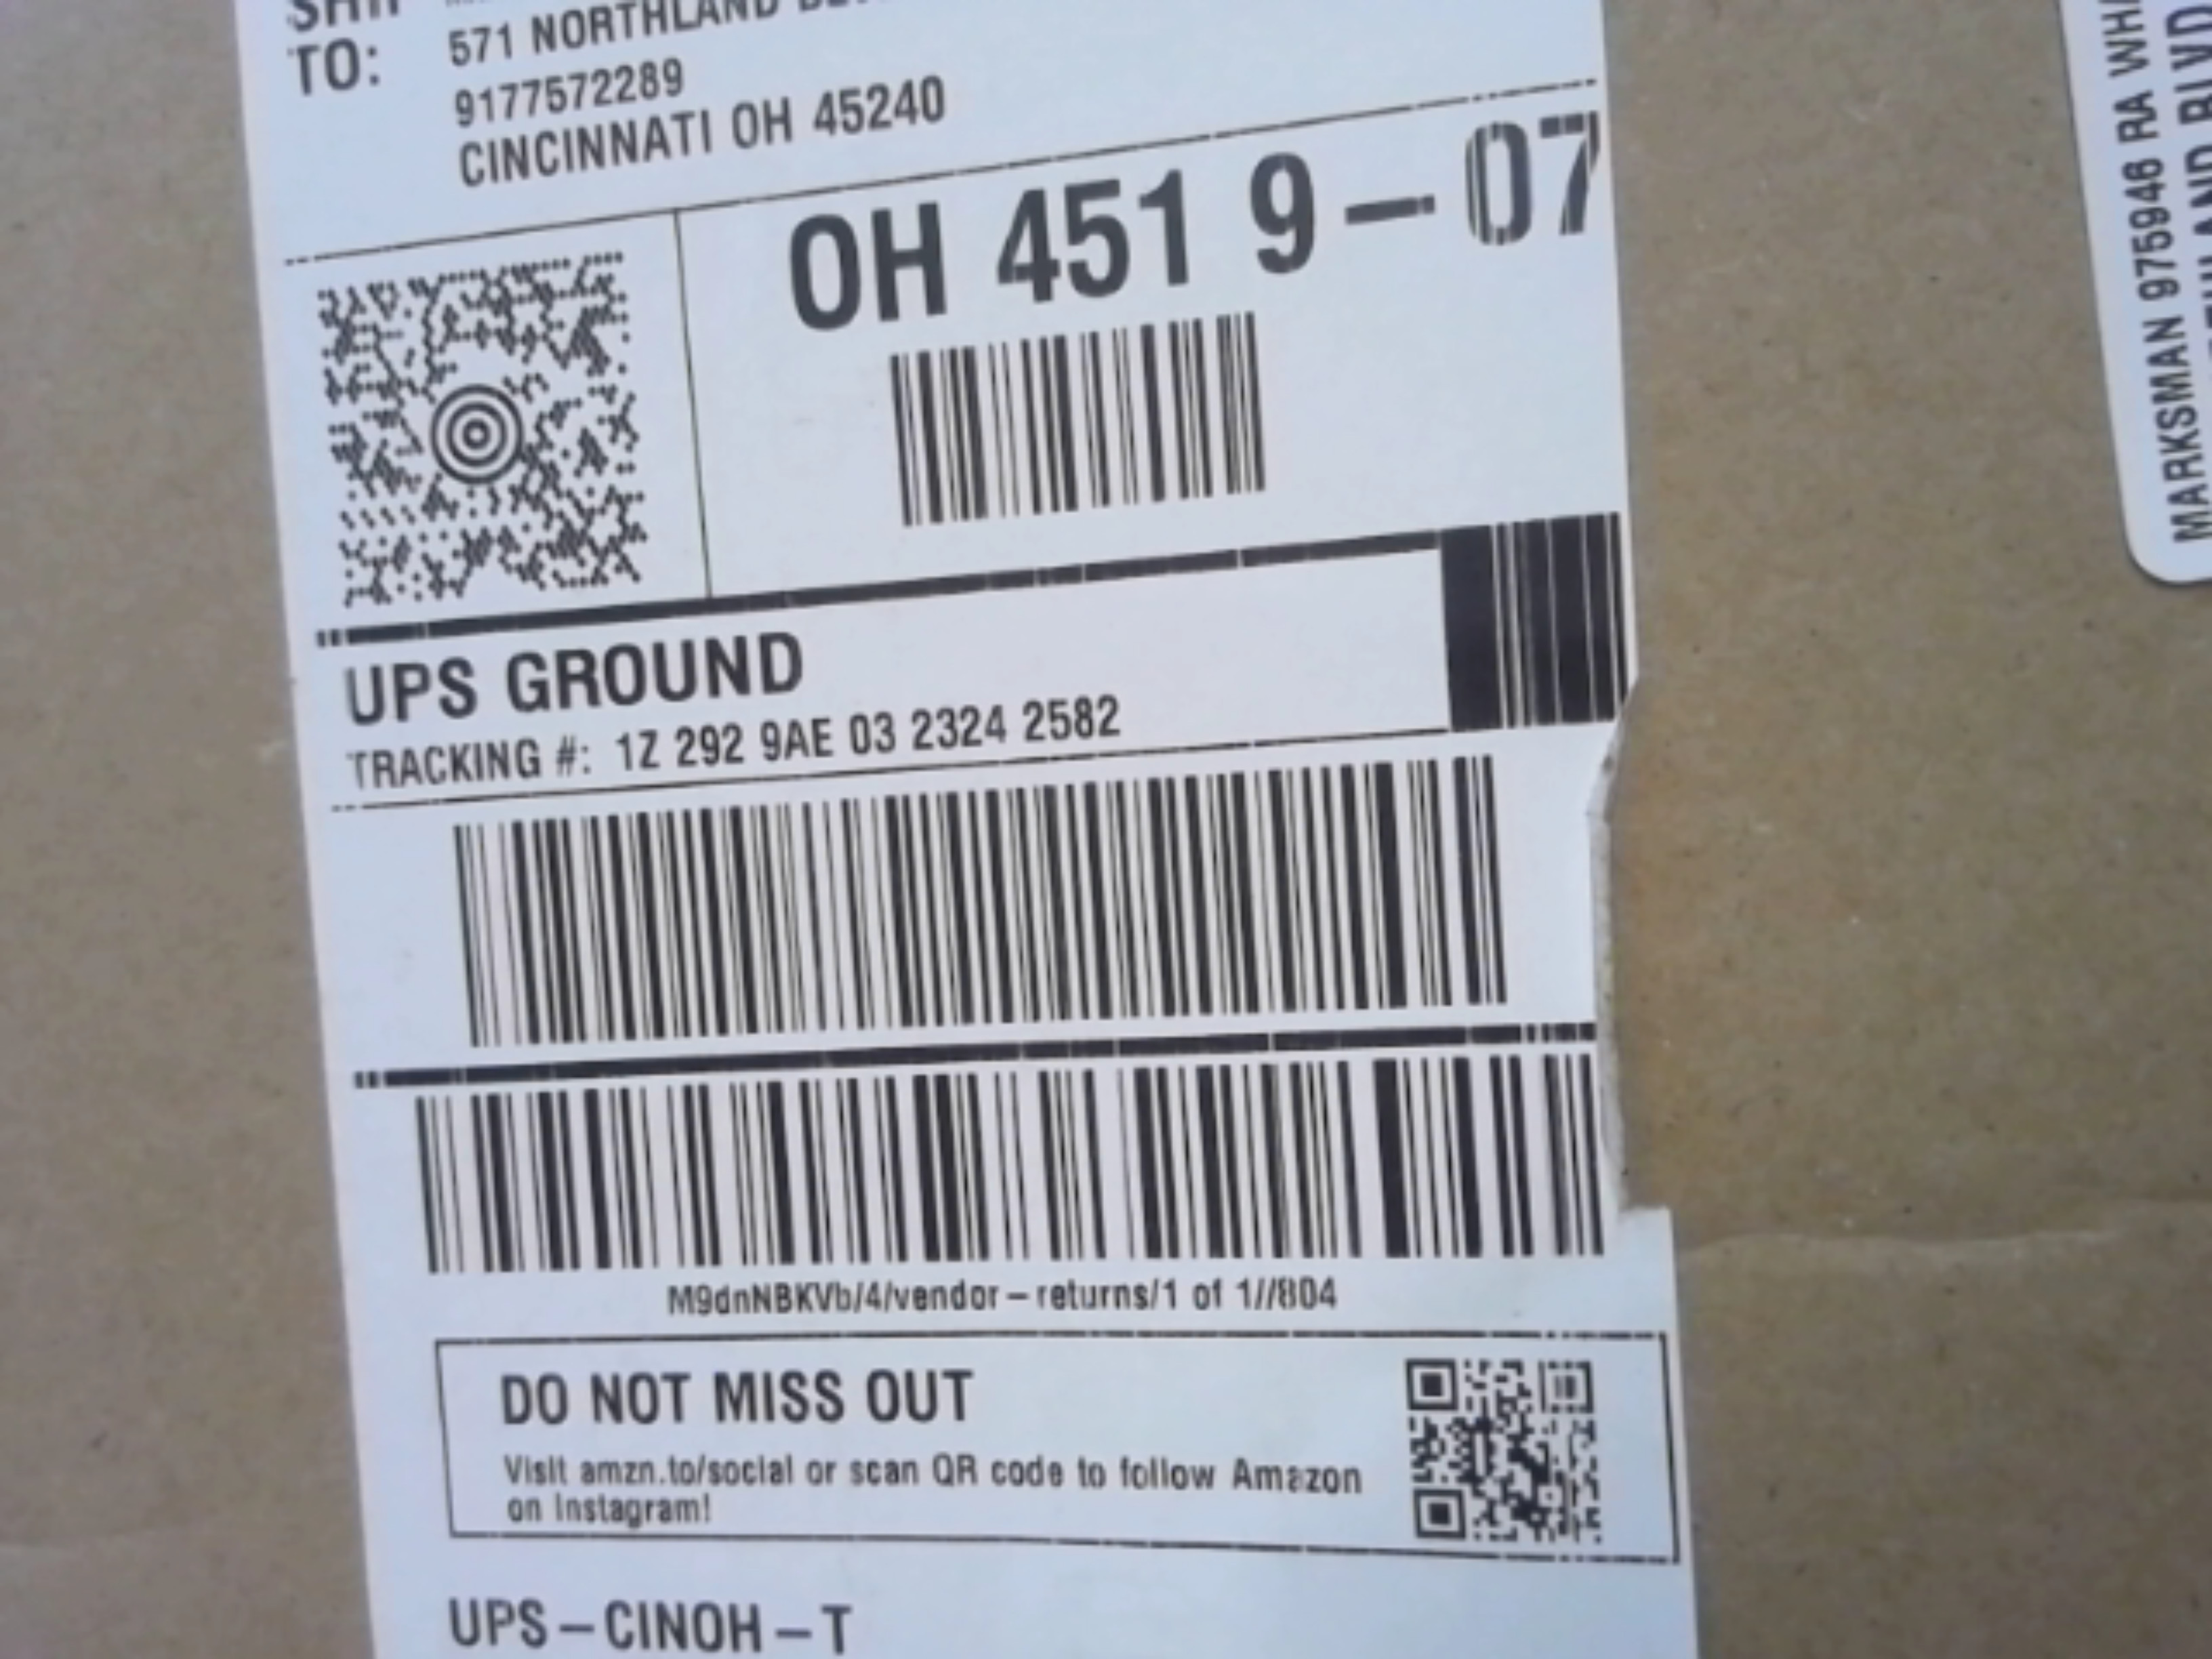 TO:
571 NORTHLAND
9177572289
CINCINNATI OH 45240
OH 451 9-07
UPS GROUND
TRACKING #: 1Z 292 9AE 03 2324 2582
M9dnNBKVb/4/vendor-returns/1 of 1//804
DO NOT MISS OUT
Visit amzn.to/social or scan QR code to follow Amazon
on Instagram!
UPS-CINOH-T
MARKSMAN 975946 RA
BLVD